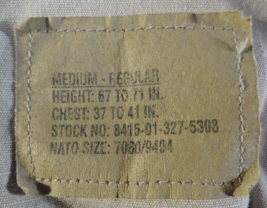 MEDIUM - REGULAR
HEIGHT: 67 TO 71 IN.
CHEST: 37 TO 41 IN.
STOCK NO: 8415-01-327-5303
NATO SIZE: 7080/9404